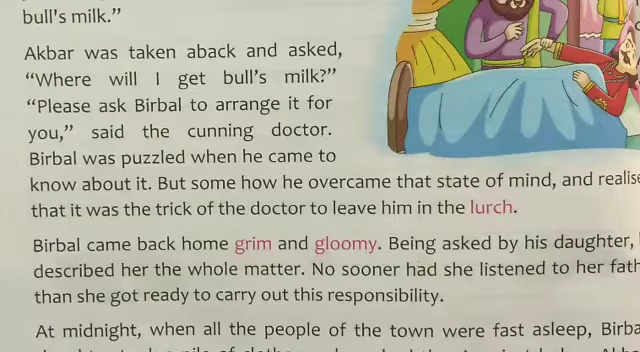 bull's milk.”
Akbar was taken aback and asked,
“Where will I get bull’s milk?”
“Please ask Birbal to arrange it for
you,” said the cunning doctor.
Birbal was puzzled when he came to
know about it. But some how he overcame that state of mind, and realise
that it was the trick of the doctor to leave him in the lurch.
Birbal came back home grim and gloomy. Being asked by his daughter,
described her the whole matter. No sooner had she listened to her fath
than she got ready to carry out this responsibility.
At midnight, when all the people of the town were fast asleep, Birba